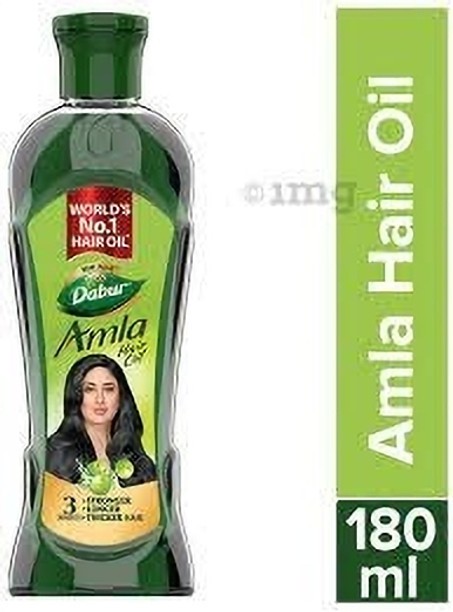 WORLD'S
No.1
HAIR OIL
Dabur
Amla
Hair
Oil
3
STRONGER
LONGER
THICKER HAIR
©1mg
Amla Hair Oil
180
ml